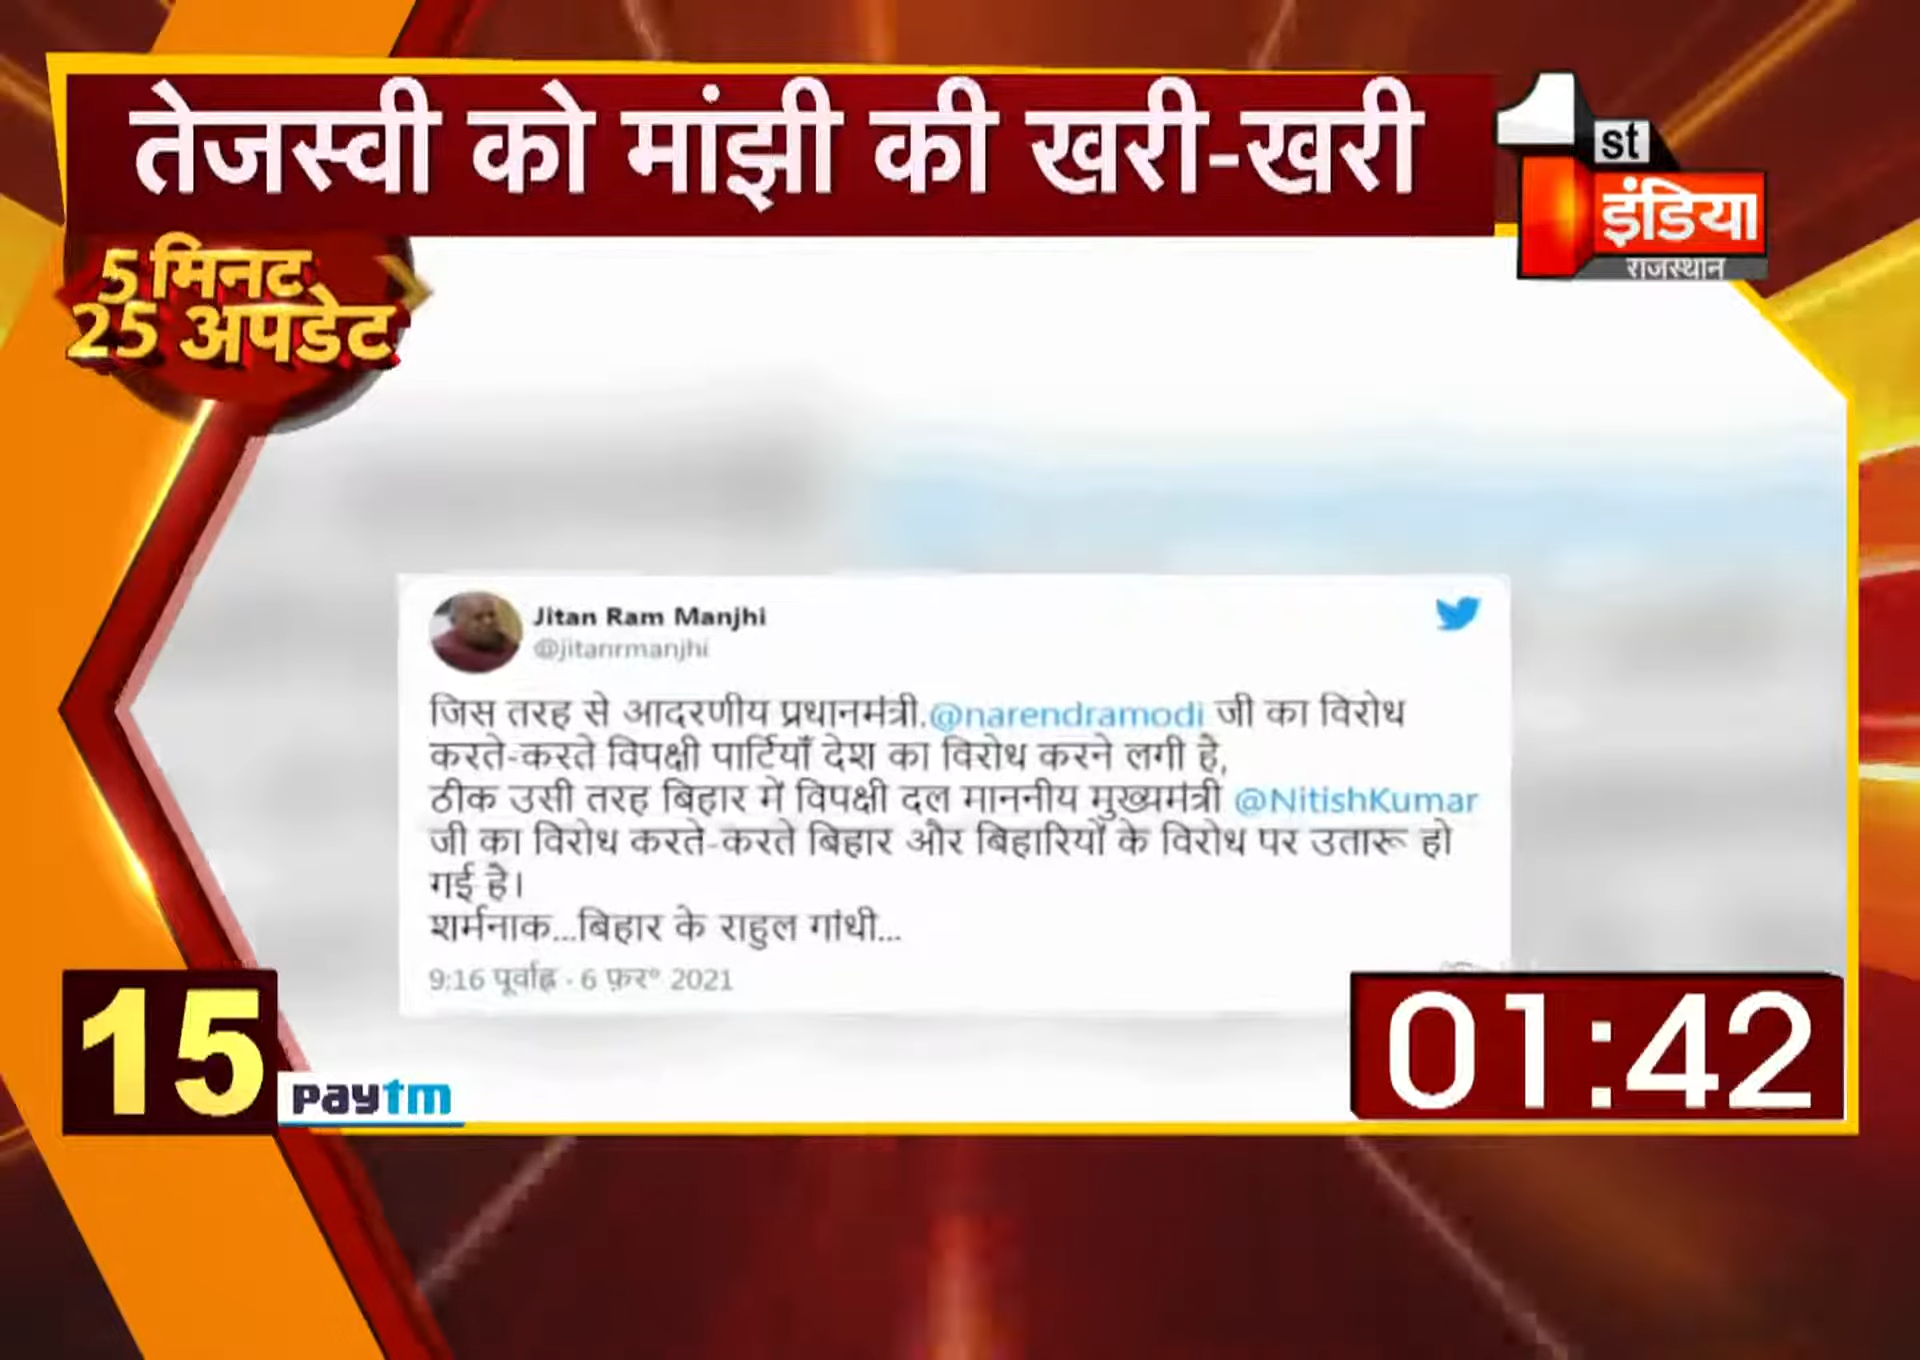 तेजस्वी को मांझी की खरी-खरी
1st
इंडिया
राजस्थान
5 मिनट
25 अपडेट
Jitan Ram Manjhi
@jitanrmanjhi
जिस तरह से आदरणीय प्रधानमंत्री.@narendramodi जी का विरोध
करते-करते विपक्षी पार्टियाँ देश का विरोध करने लगी है,
ठीक उसी तरह बिहार में विपक्षी दल माननीय मुख्यमंत्री @NitishKumar
जी का विरोध करते-करते बिहार और बिहारियों के विरोध पर उतारू हो
गई है।
शर्मनाक...बिहार के राहुल गांधी...
9:16 पूर्वाह्न · 6 फ़र॰ 2021
15
paytm
01:42